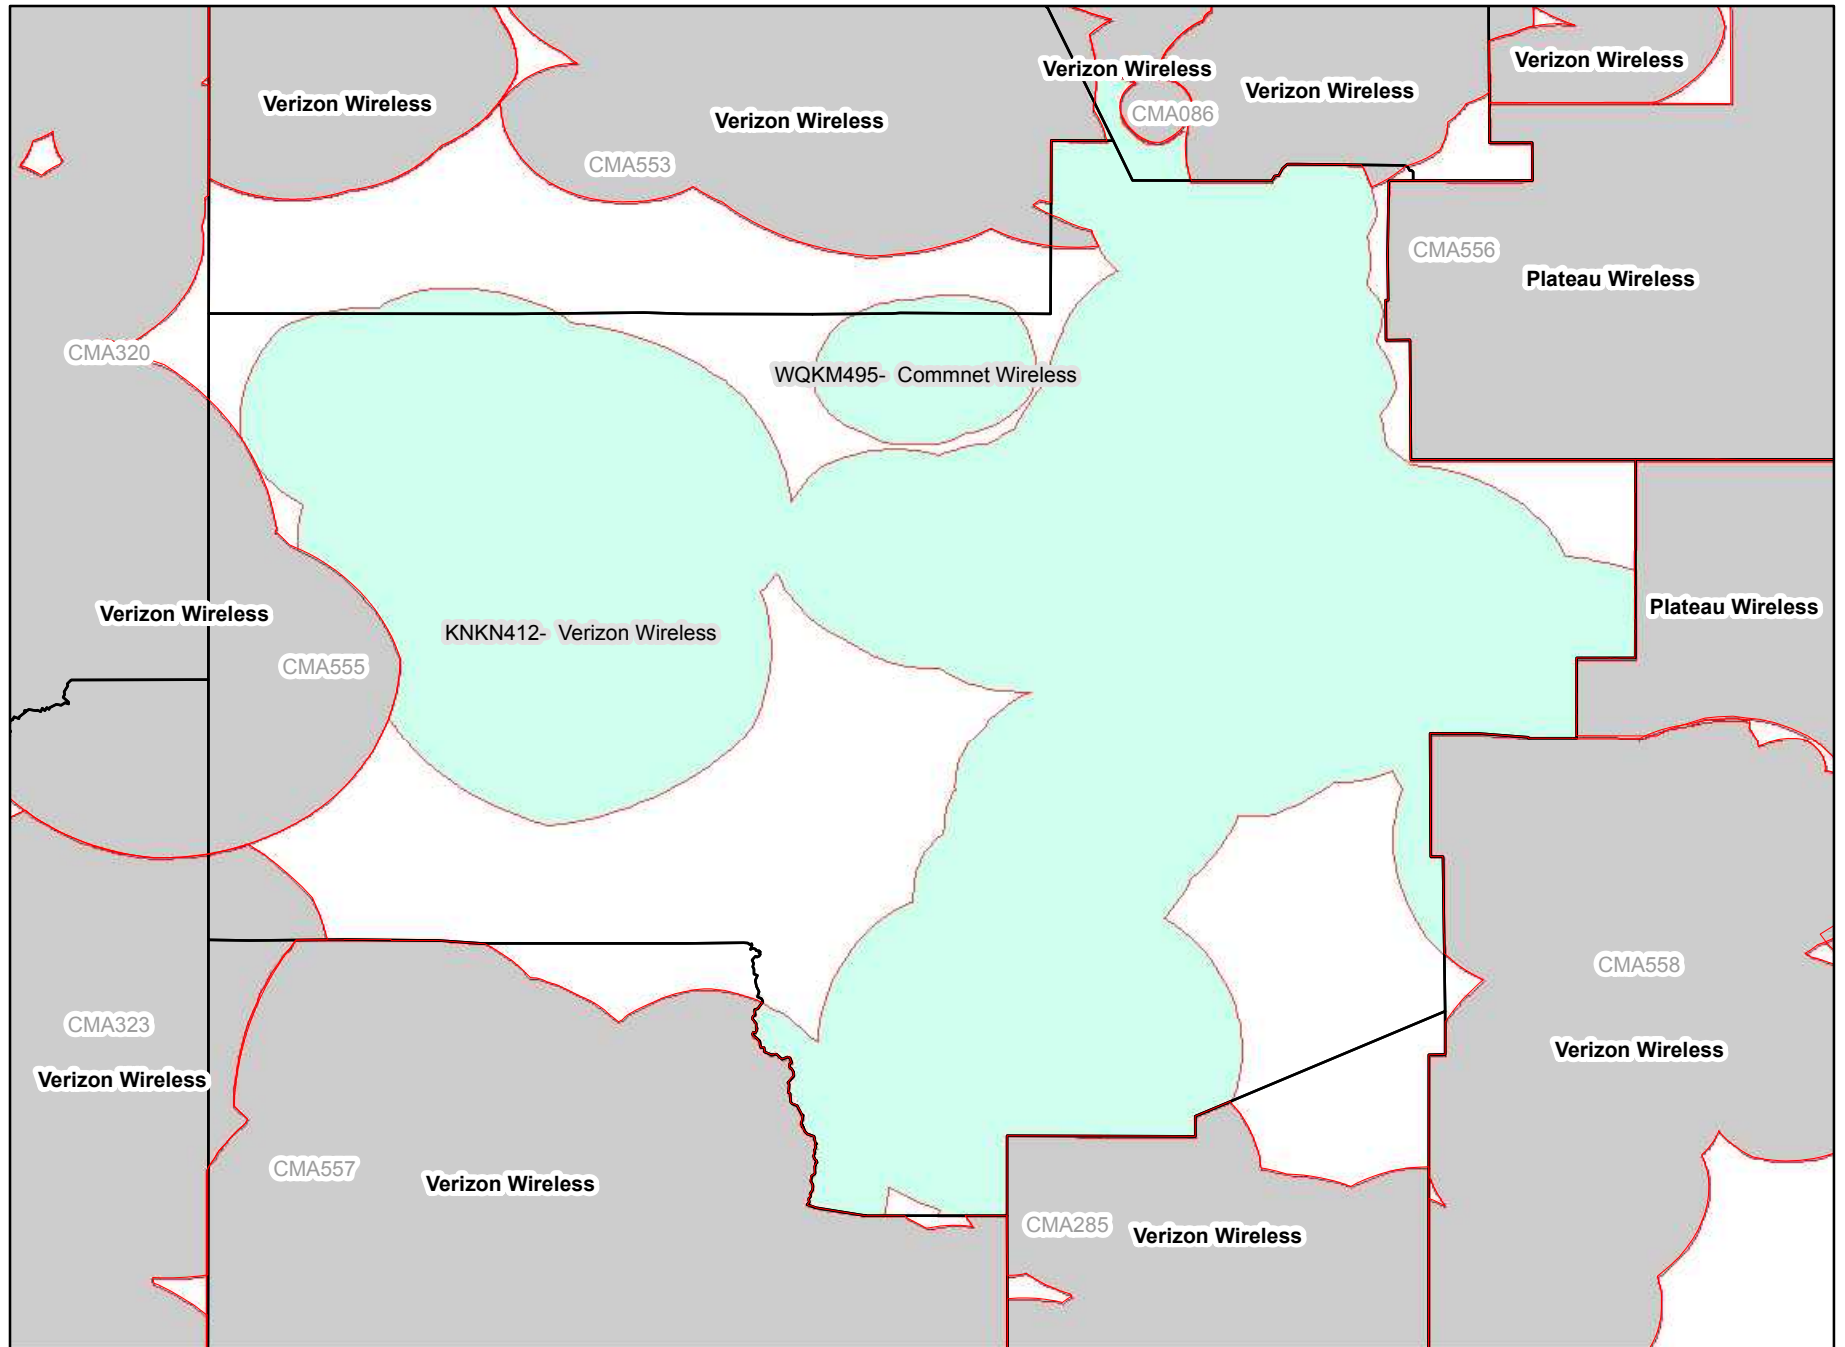 Verizon Wireless
Verizon Wireless
Verizon Wireless
Verizon Wireless
Verizon Wireless
CMA086
CMA553
CMA556
Plateau Wireless
CMA320
WQKM495-  Commnet Wireless
Verizon Wireless
KNKN412-  Verizon Wireless
Plateau Wireless
CMA555
CMA558
CMA323
Verizon Wireless
Verizon Wireless
CMA557
Verizon Wireless
CMA285
Verizon Wireless